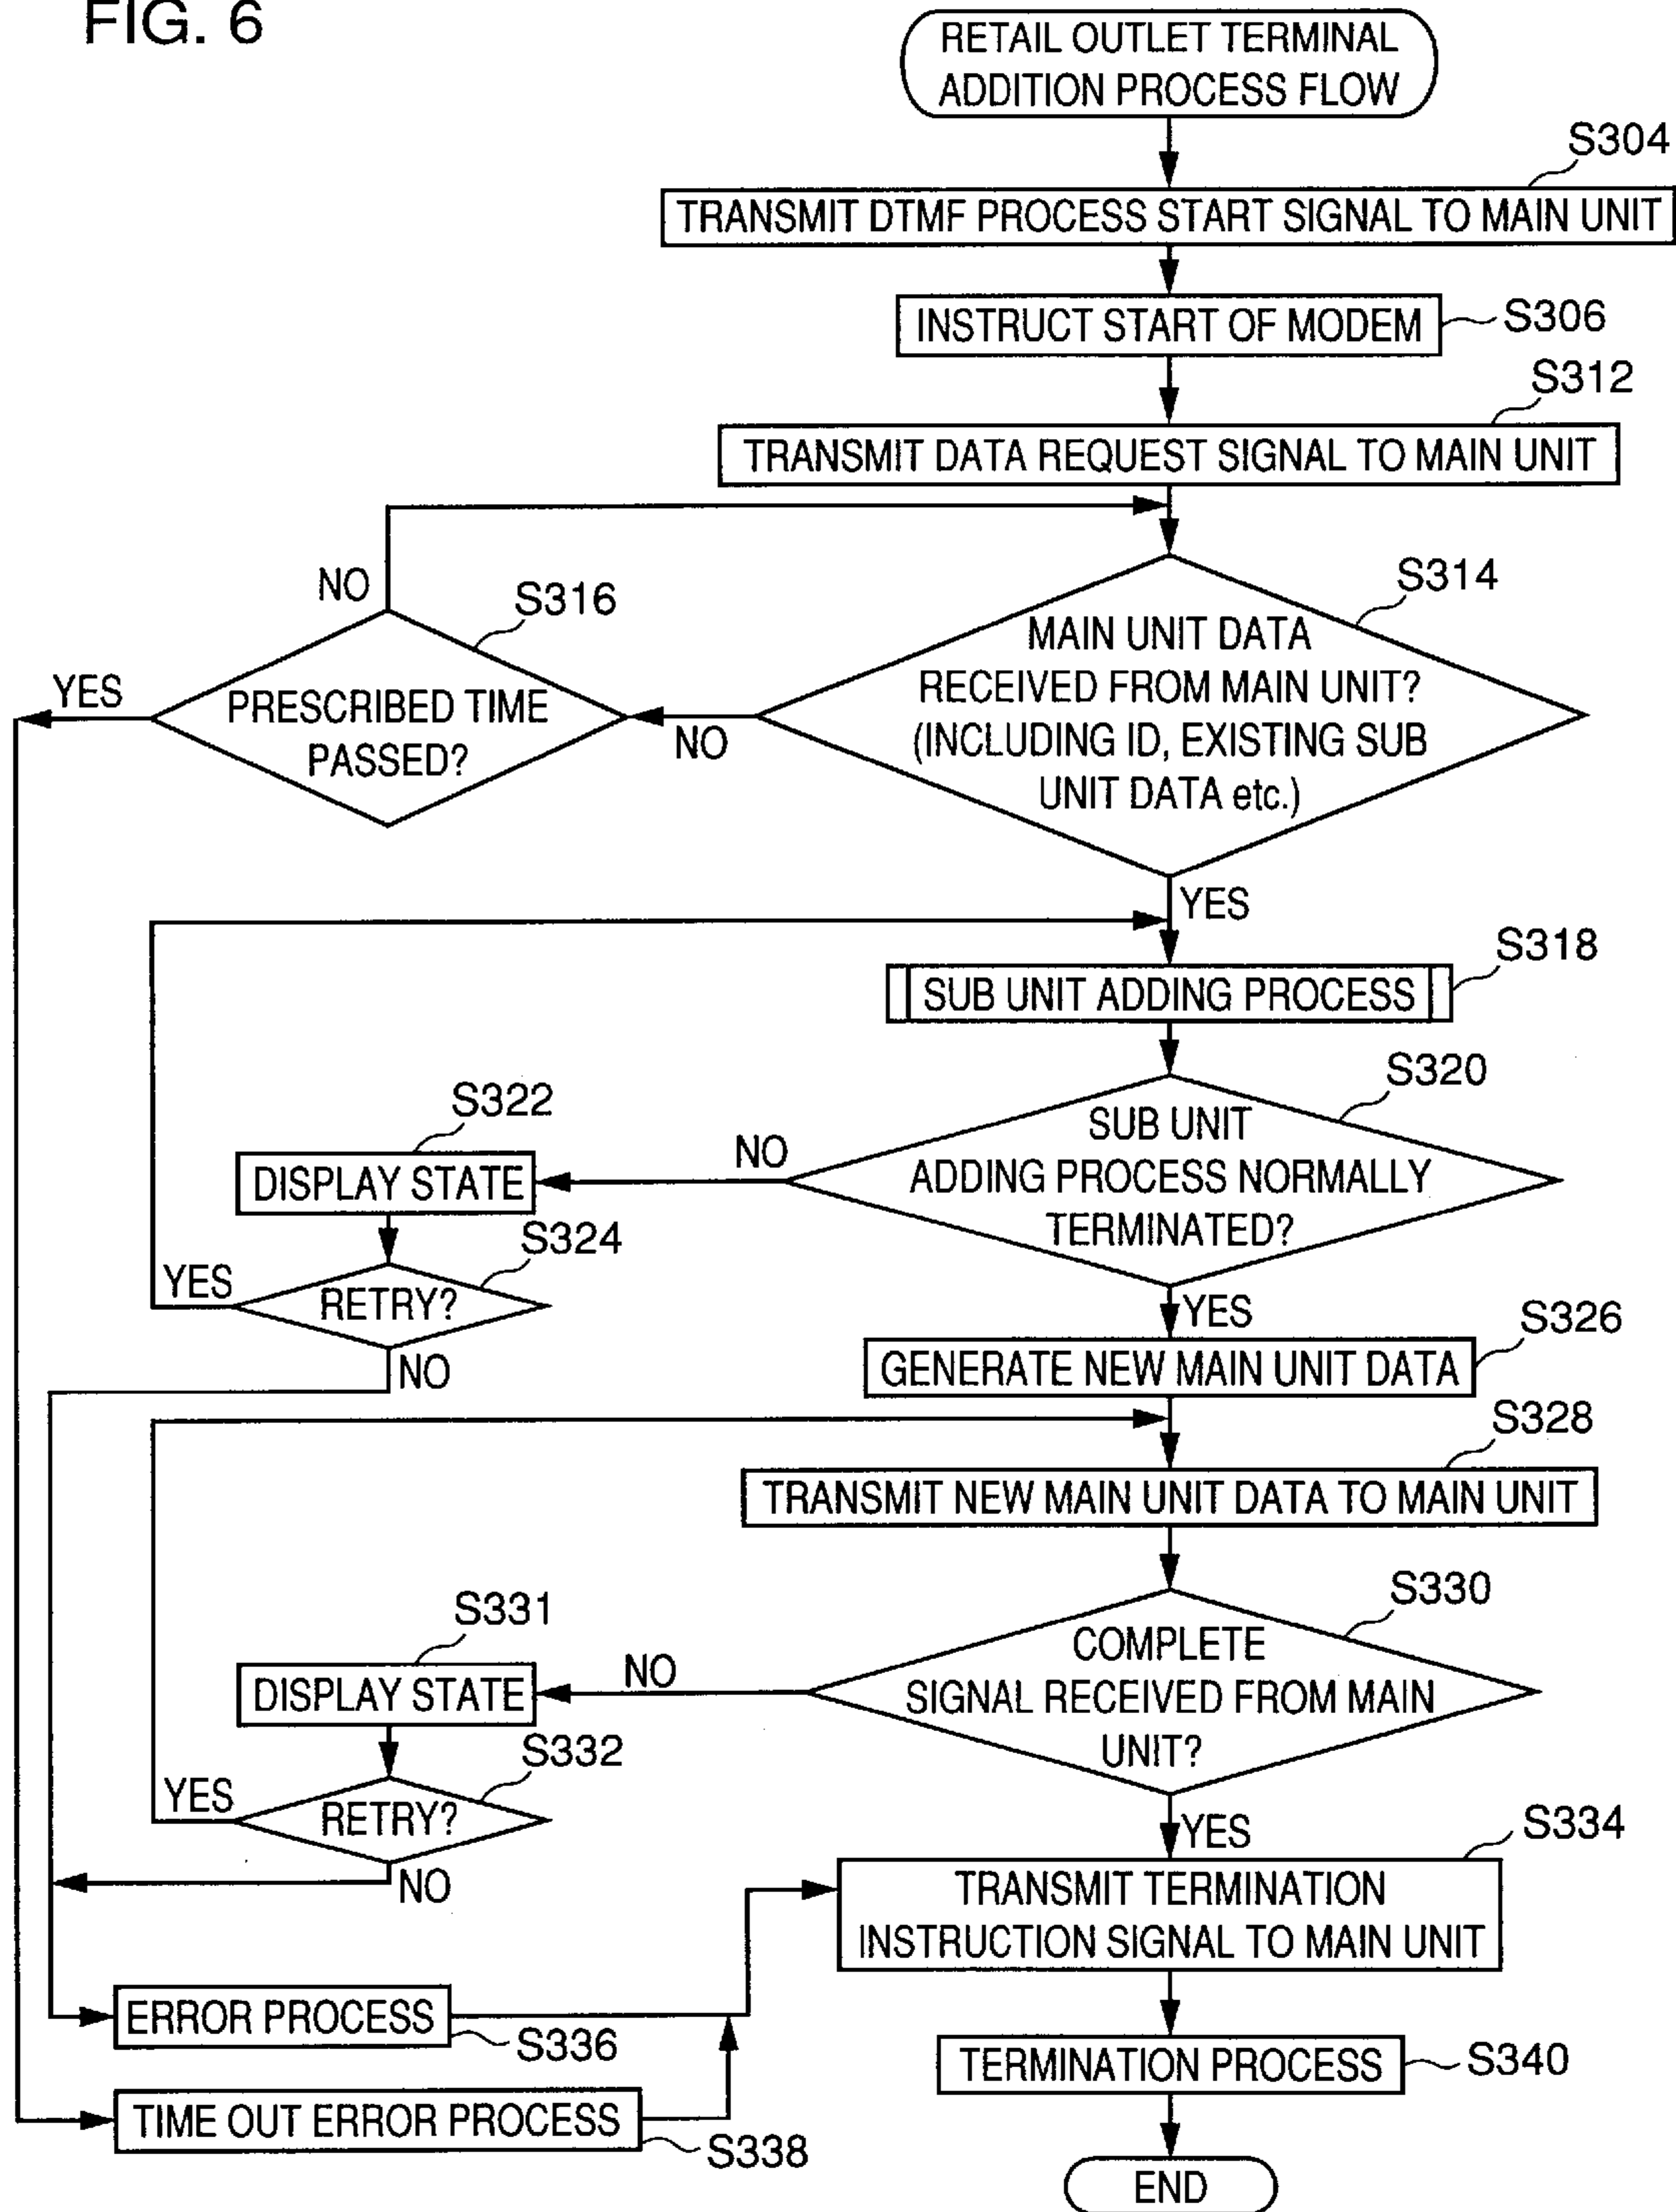 FIG. 6
RETAIL OUTLET TERMINAL
ADDITION PROCESS FLOW
S304
TRANSMIT DTMF PROCESS START SIGNAL TO MAIN UNIT
INSTRUCT START OF MODEM
S306
S312
TRANSMIT DATA REQUEST SIGNAL TO MAIN UNIT
NO
S316
S314
YES
PRESCRIBED TIME
PASSED?
NO
MAIN UNIT DATA
RECEIVED FROM MAIN UNIT?
(INCLUDING ID, EXISTING SUB
UNIT DATA etc.)
YES
S318
SUB UNIT ADDING PROCESS
S320
SUB UNIT
ADDING PROCESS NORMALLY
TERMINATED?
NO
S322
DISPLAY STATE
S324
YES
RETRY?
NO
YES
S326
GENERATE NEW MAIN UNIT DATA
S328
TRANSMIT NEW MAIN UNIT DATA TO MAIN UNIT
S330
COMPLETE
SIGNAL RECEIVED FROM MAIN
UNIT?
NO
S331
DISPLAY STATE
S332
YES
RETRY?
NO
YES
S334
TRANSMIT TERMINATION
INSTRUCTION SIGNAL TO MAIN UNIT
ERROR PROCESS
S336
TERMINATION PROCESS
S340
TIME OUT ERROR PROCESS
S338
END